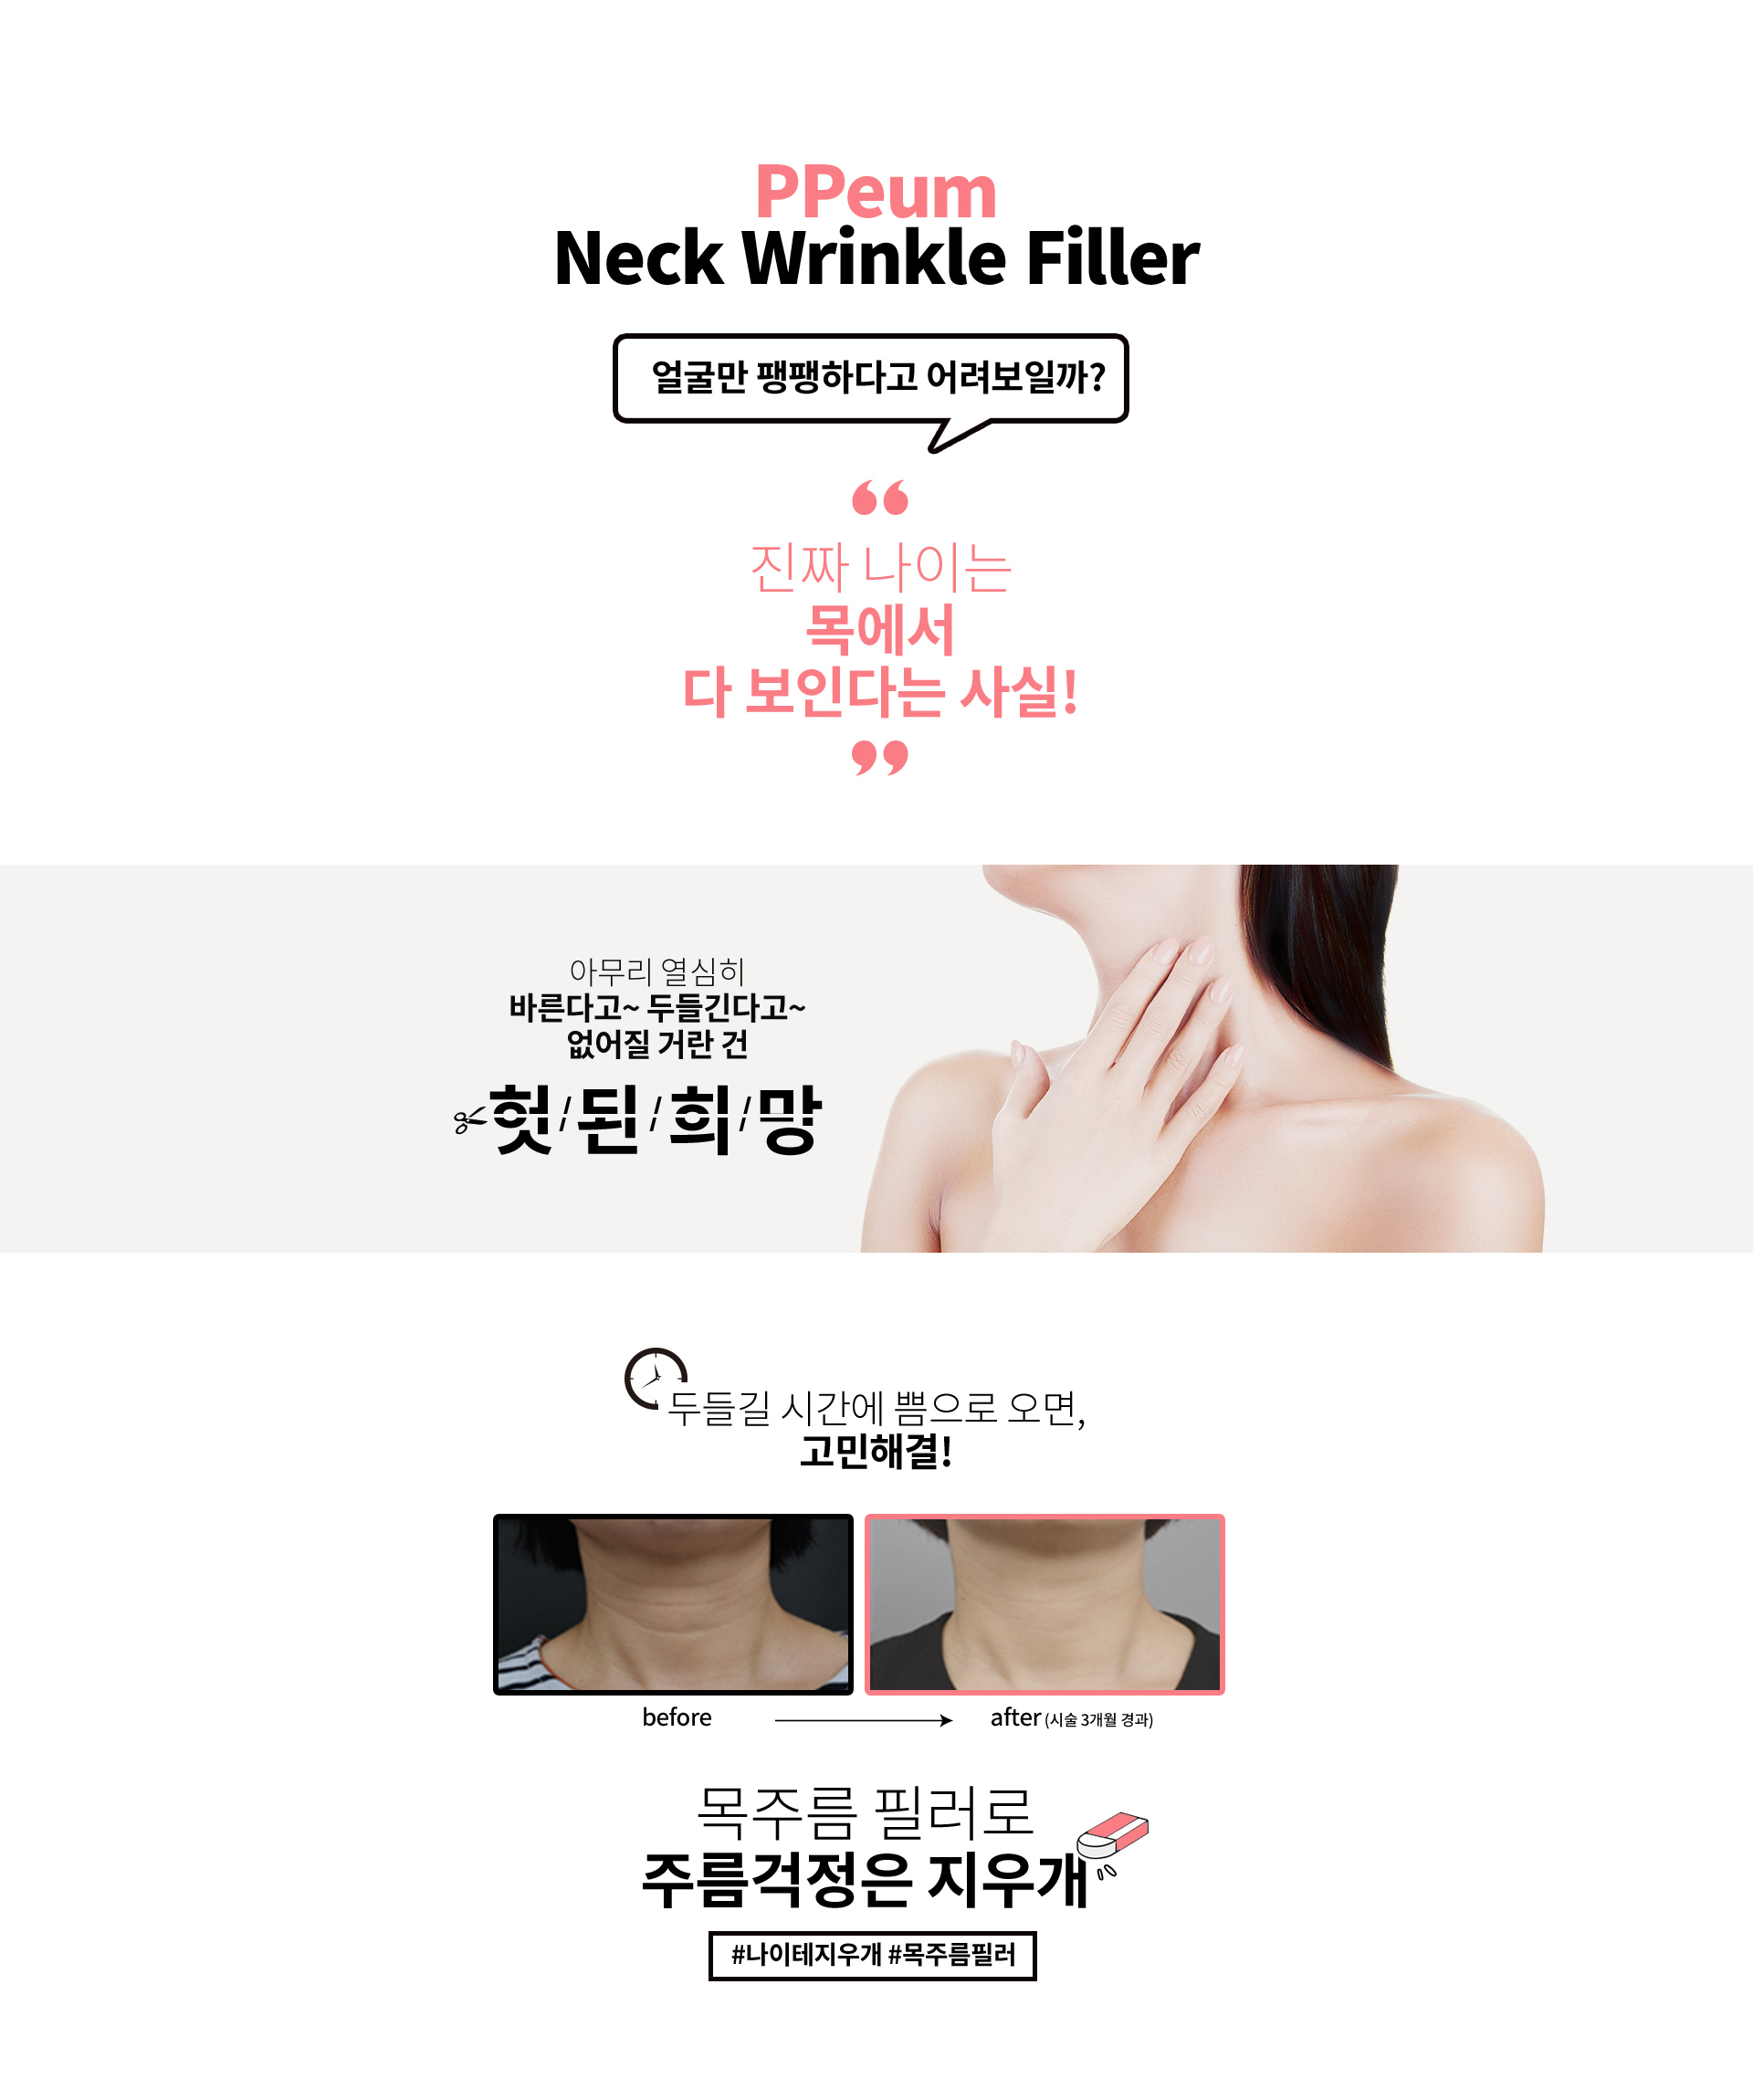 PPeum
Neck Wrinkle Filler
얼굴만 팽팽하다고 어려보일까?
“
진짜 나이는
목에서
다 보인다는 사실!
”
아무리 열심히
바른다고~ 두들긴다고~
없어질 거란 건
헛/된/희/망
두들길 시간에 쁨으로 오면,
고민해결!
before
after (시술 3개월 경과)
목주름 필러로
주름걱정은 지우개
#나이테지우개 #목주름필러